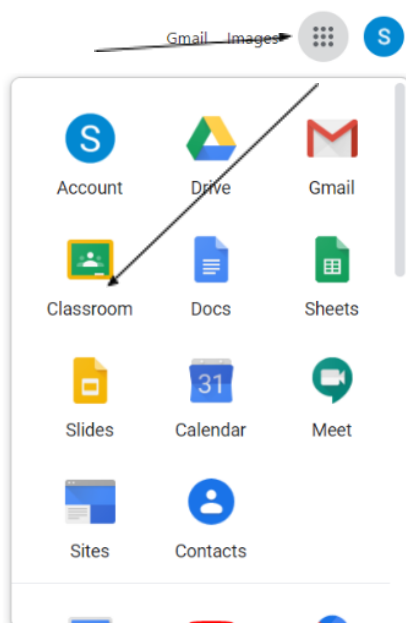 Gmail Images S
S
Account Drive Gmail
Classroom Docs Sheets
31
Slides Calendar Meet
Sites Contacts